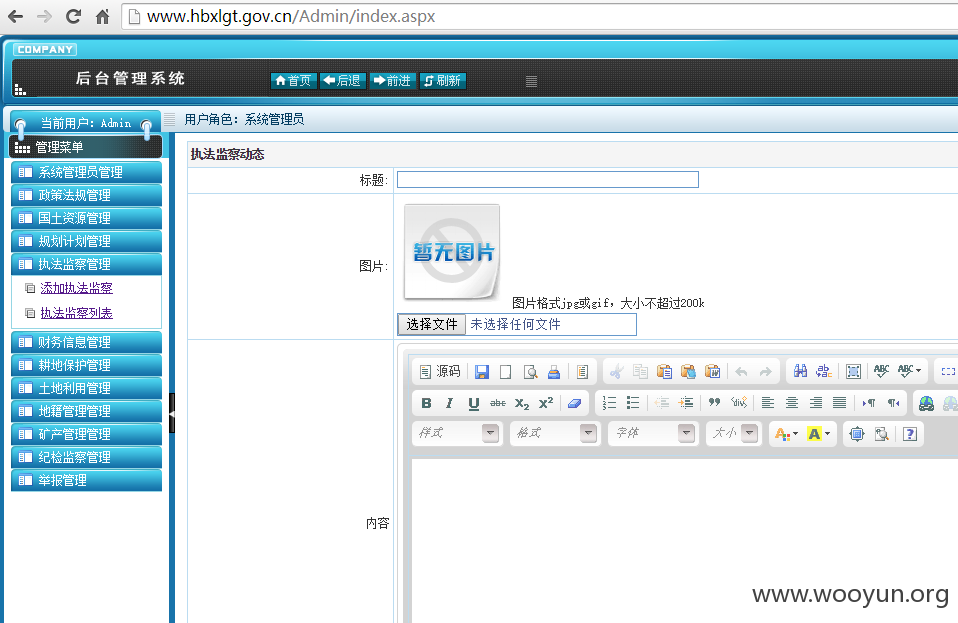 www.hbxlgt.gov.cn/Admin/index.aspx
COMPANY
后台管理系统
首页 后退 前进 刷新
当前用户：Admin
用户角色：系统管理员
管理菜单
系统管理员管理
政策法规管理
国土资源管理
规划计划管理
执法监察管理
添加执法监察
执法监察列表
财务信息管理
耕地保护管理
土地利用管理
地籍管理管理
矿产管理管理
纪检监察管理
举报管理
执法监察动态
标题：
图片：
暂无图片
图片格式jpg或gif，大小不超过200k
选择文件 未选择任何文件
内容
源码
ABC ABC
B I U abc X₂ X²
DIV
样式 格式 字体 大小 A A ?
www.wooyun.org